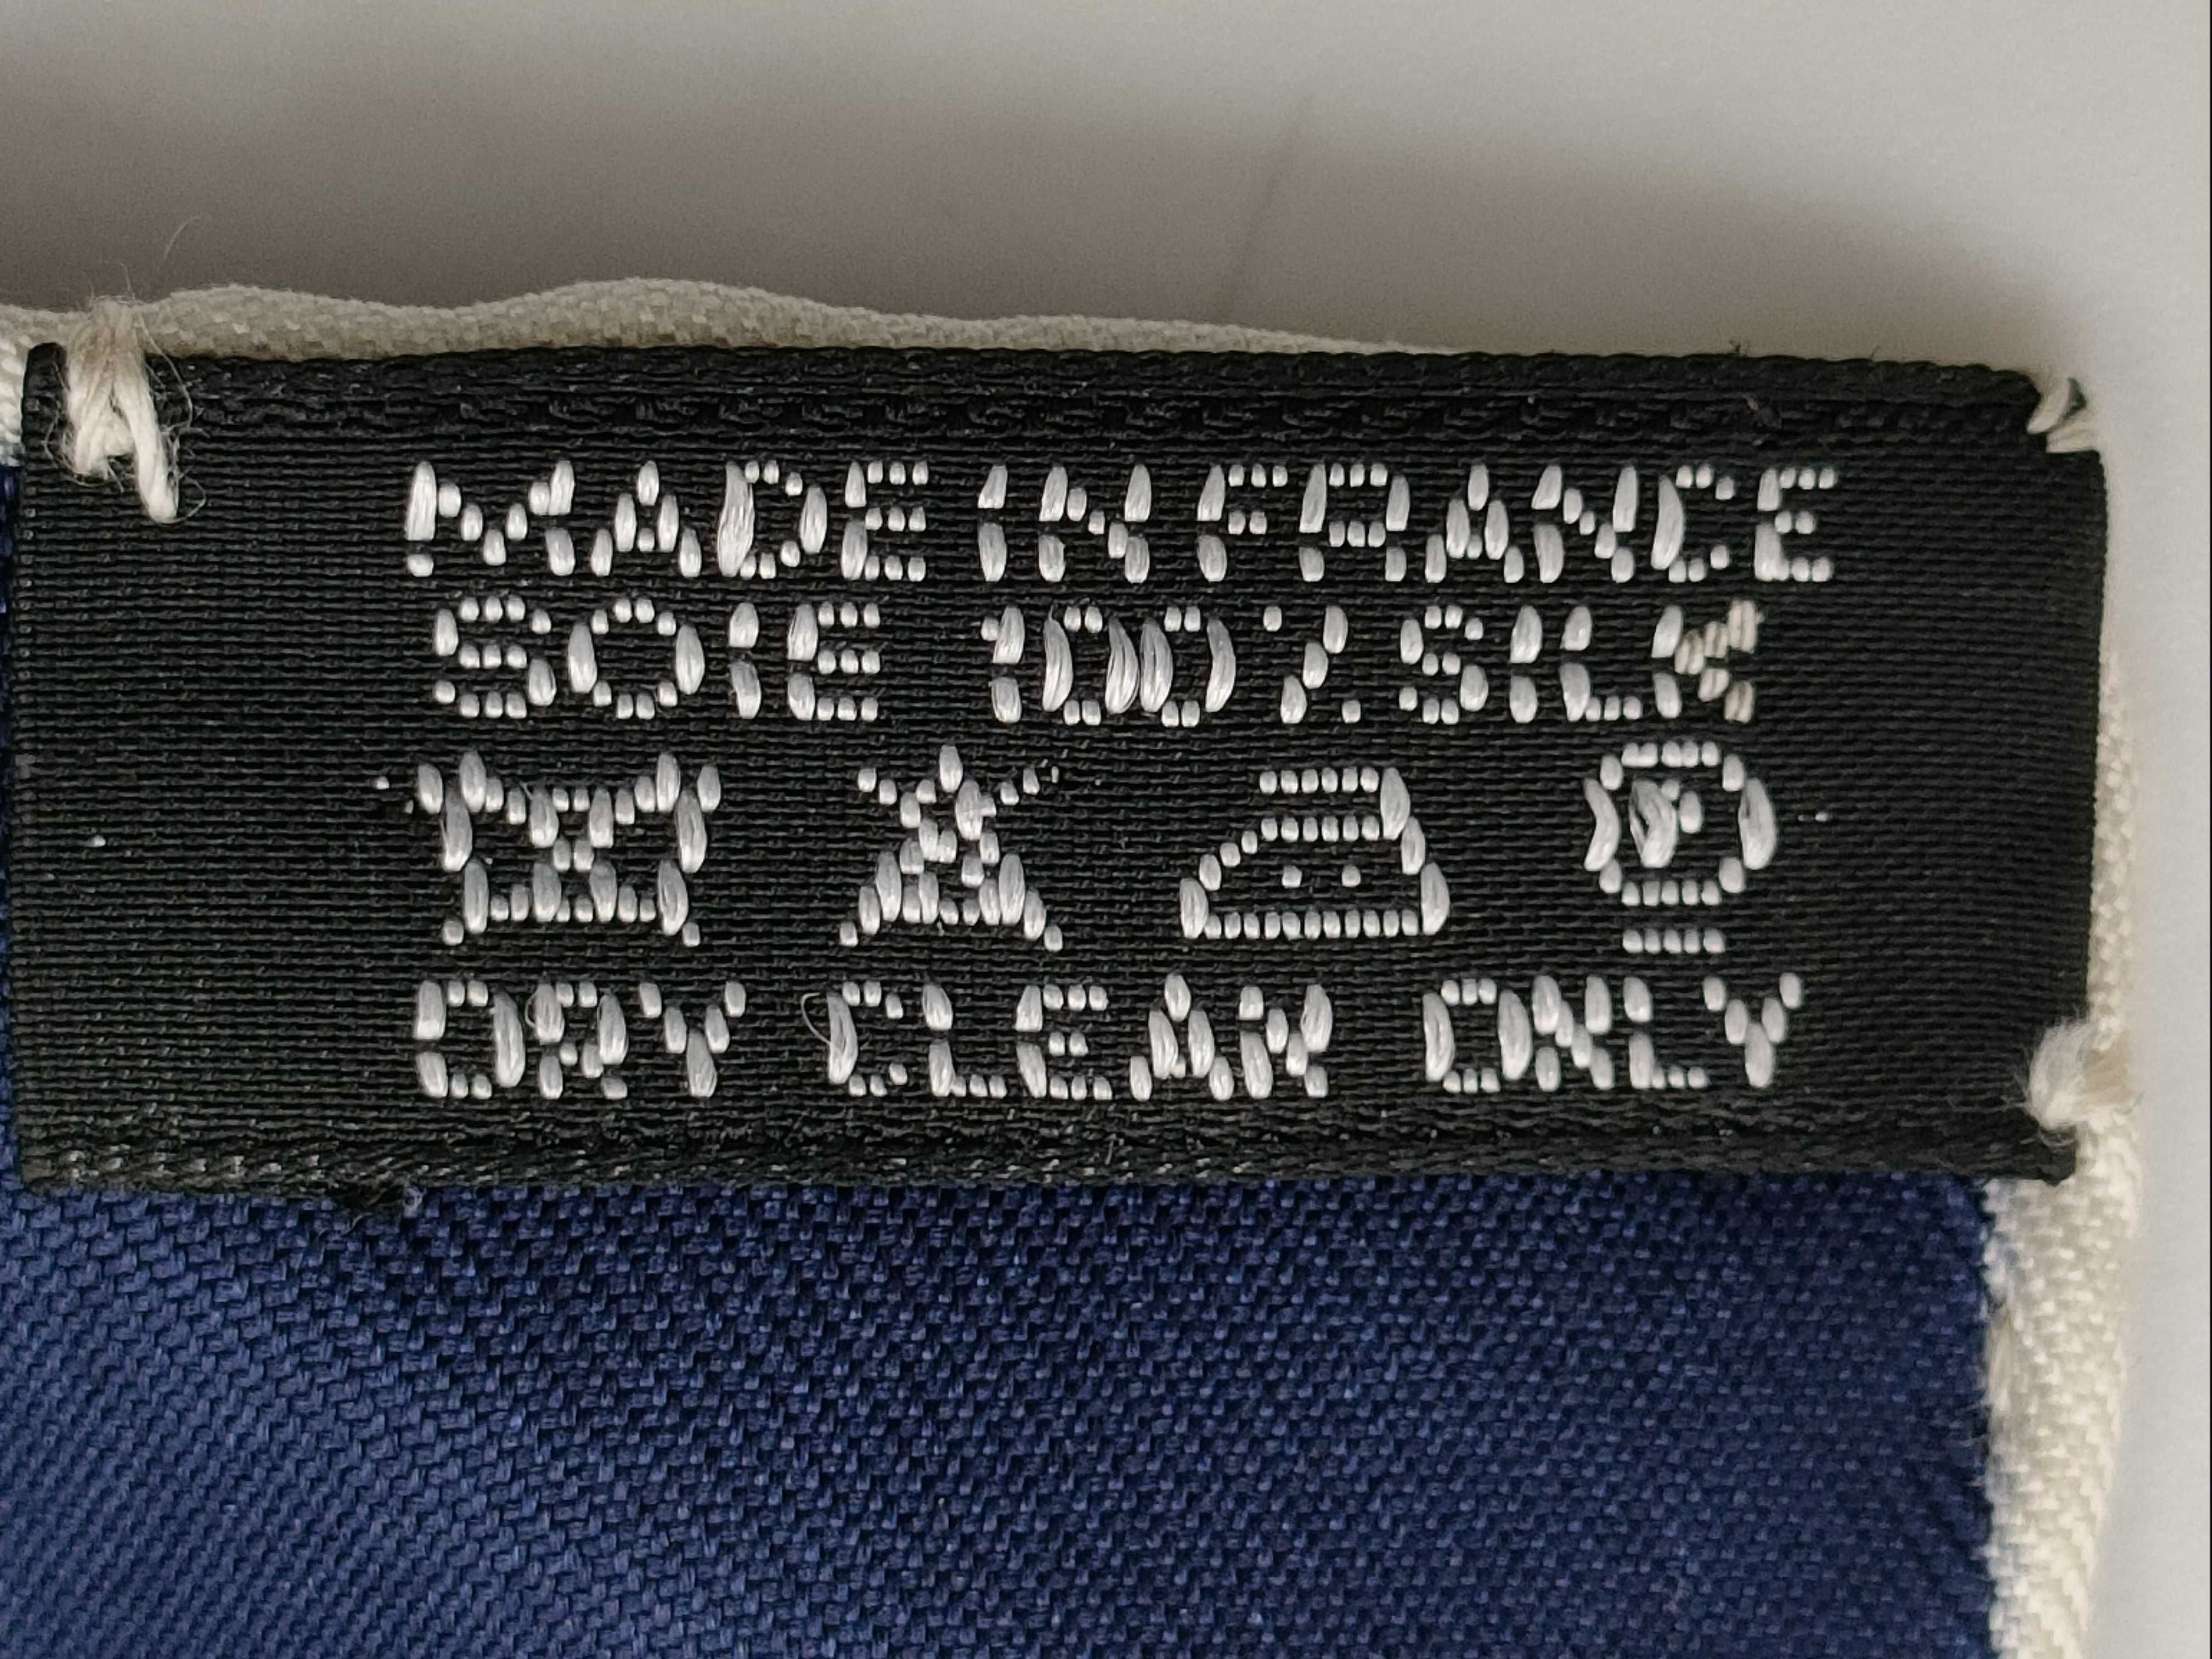 MADE IN FRANCE
SOIE 100% SILK
P
DRY CLEAN ONLY